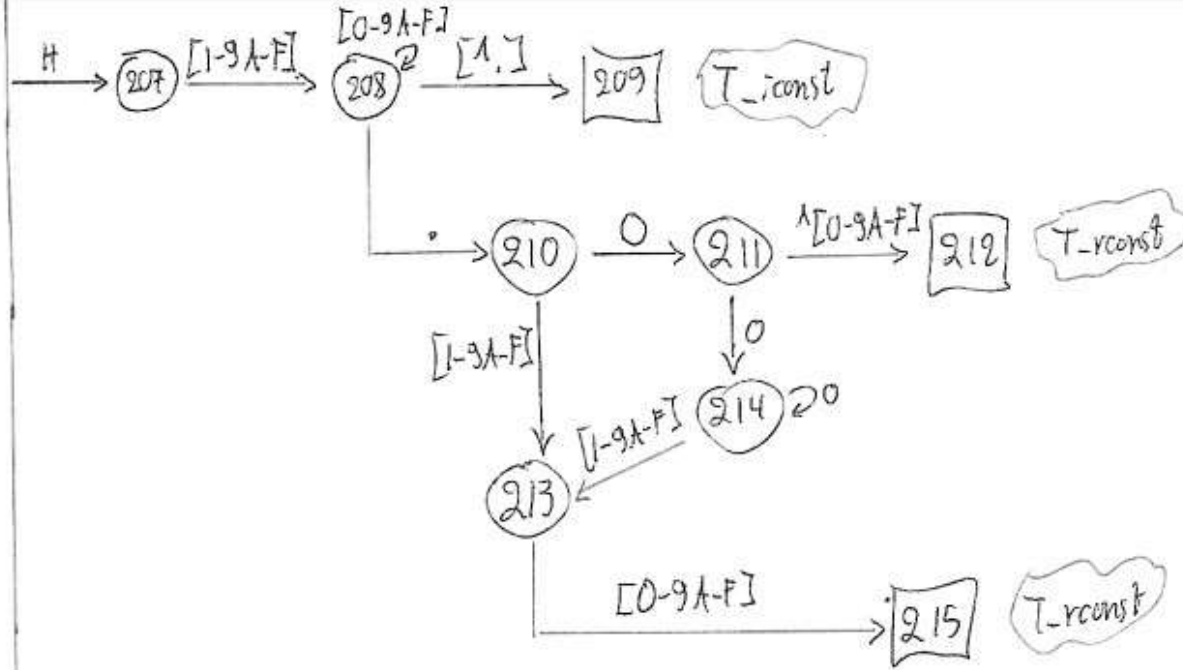 H
207
[1-9A-F]
[0-9A-F]
208
[^.]
209
T_iconst
.
210
0
211
^[0-9A-F]
212
T_rconst
[1-9A-F]
0
214
0
[1-9A-F]
213
[0-9A-F]
215
T_rconst